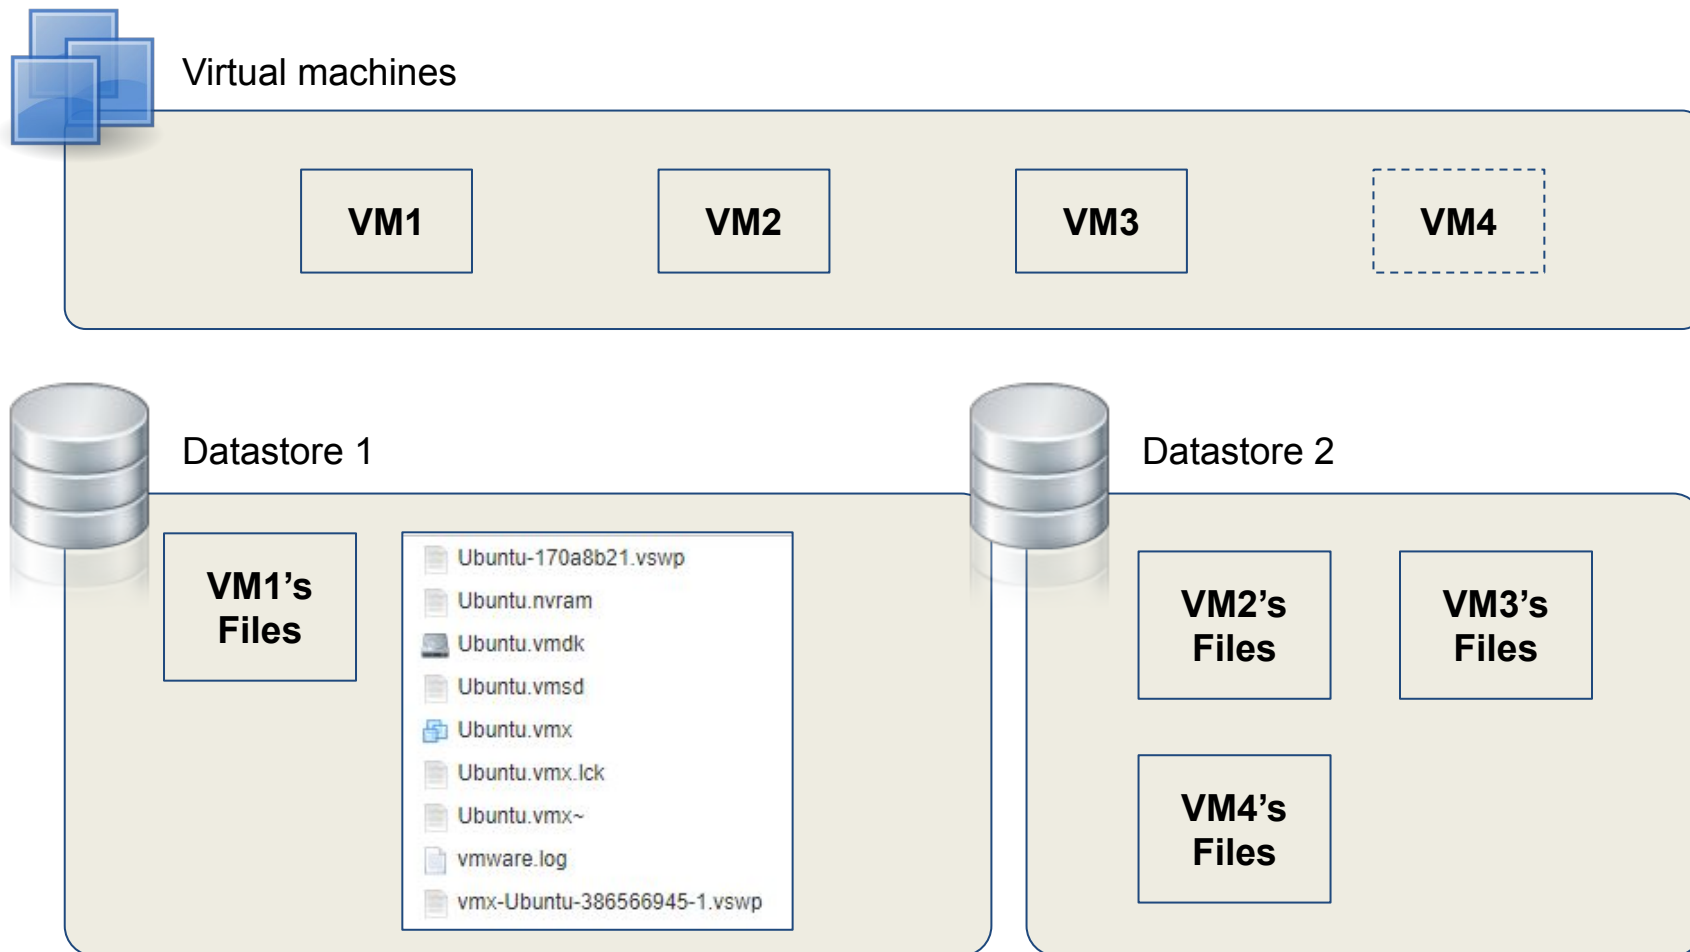 Virtual machines
VM1
VM2
VM3
VM4
Datastore 1
VM1’s
Files
Ubuntu-170a8b21.vswp
Ubuntu.nvram
Ubuntu.vmdk
Ubuntu.vmsd
Ubuntu.vmx
Ubuntu.vmx.lck
Ubuntu.vmx~
vmware.log
vmx-Ubuntu-386566945-1.vswp
Datastore 2
VM2’s
Files
VM3’s
Files
VM4’s
Files